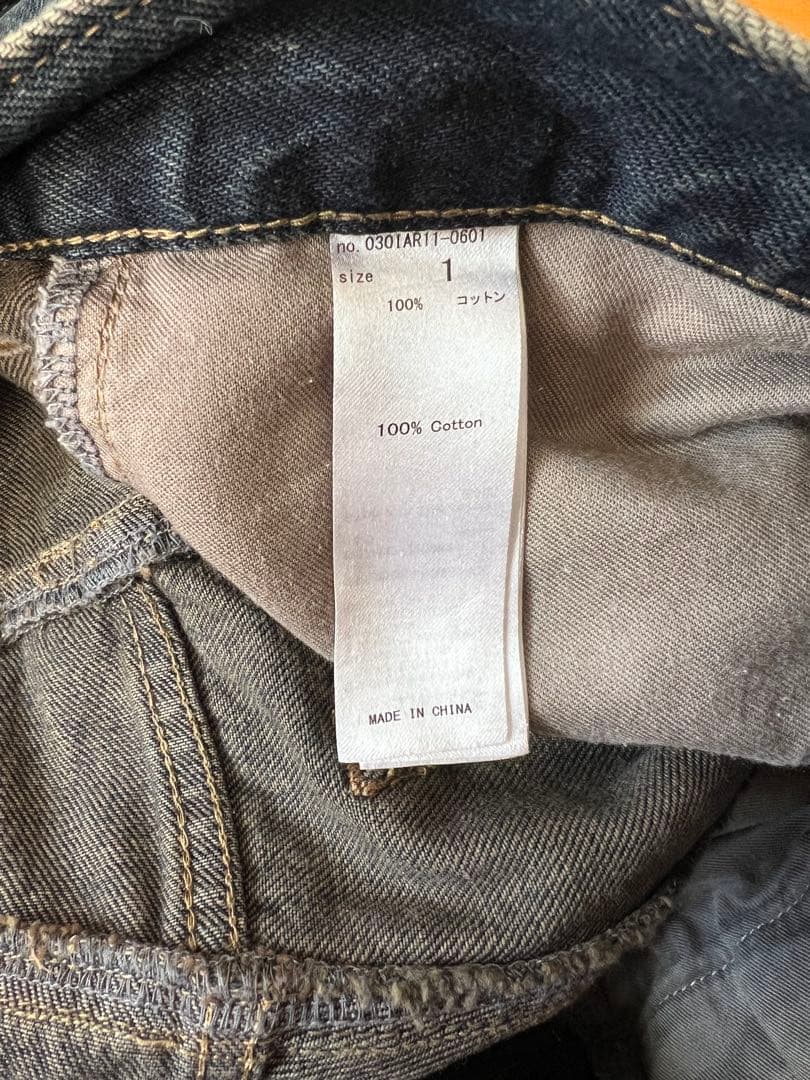 no. 0301AR11-0601
size 1
100% コットン
100% Cotton
MADE IN CHINA